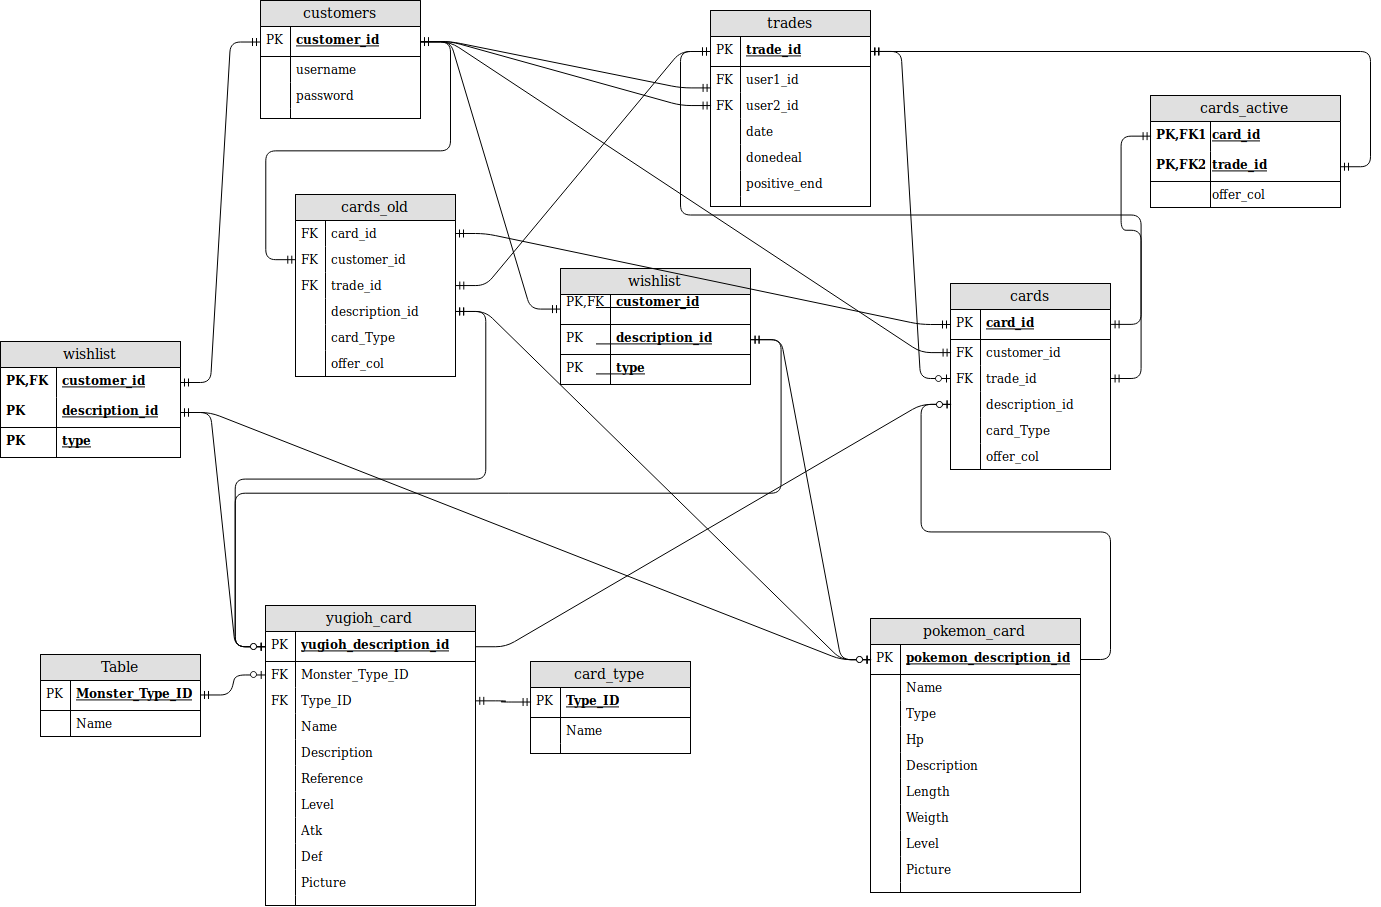 customers
PK customer_id
username
password
trades
PK trade_id
FK user1_id
FK user2_id
date
donedeal
positive_end
cards_active
PK,FK1 card_id
PK,FK2 trade_id
offer_col
cards_old
FK card_id
FK customer_id
FK trade_id
description_id
card_Type
offer_col
wishlist
PK,FK customer_id
PK description_id
PK type
cards
PK card_id
FK customer_id
FK trade_id
description_id
card_Type
offer_col
wishlist
PK,FK customer_id
PK description_id
PK type
yugioh_card
PK yugioh_description_id
FK Monster_Type_ID
FK Type_ID
Name
Description
Reference
Level
Atk
Def
Picture
Table
PK Monster_Type_ID
Name
card_type
PK Type_ID
Name
pokemon_card
PK pokemon_description_id
Name
Type
Hp
Description
Length
Weigth
Level
Picture